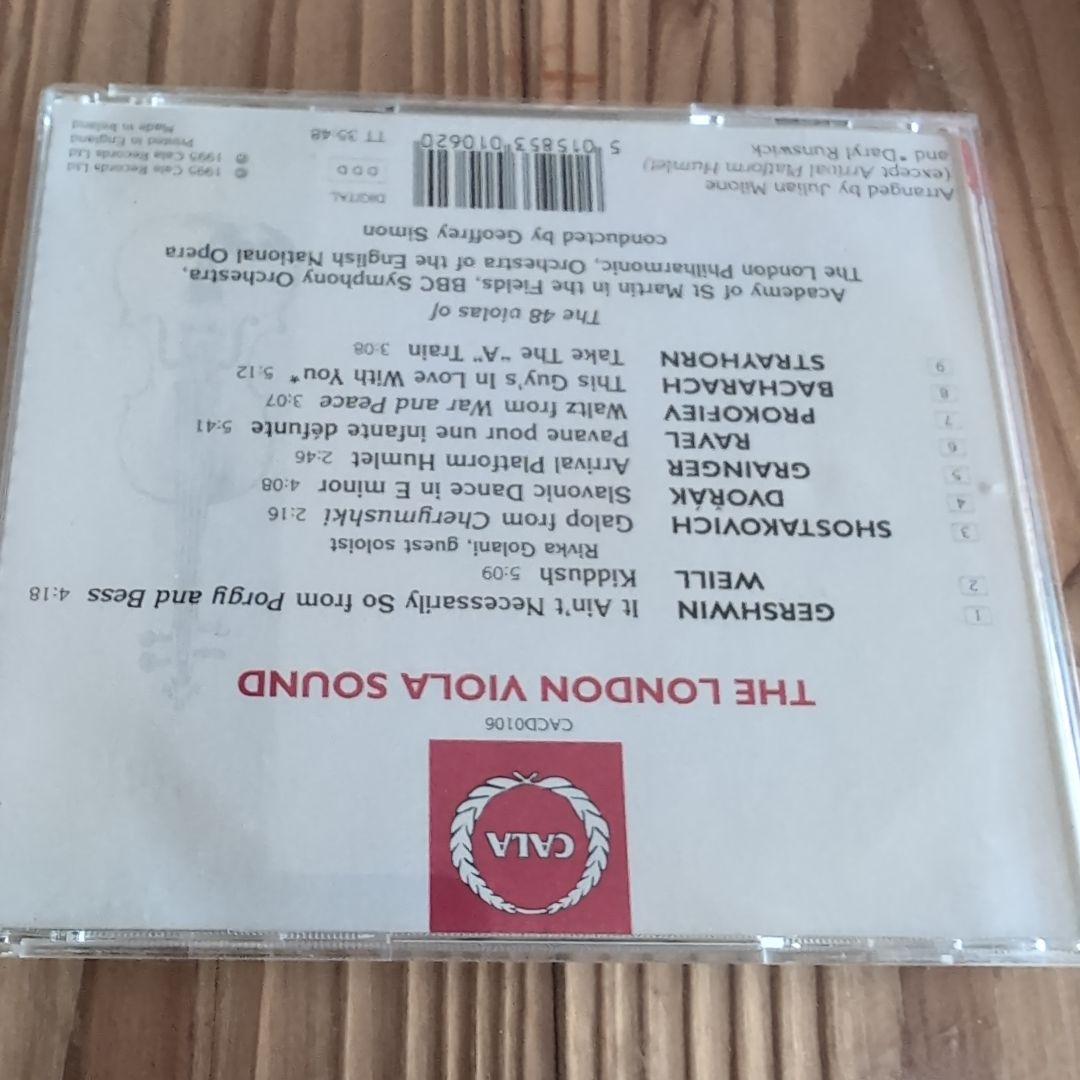 CALA
CACD0106
THE LONDON VIOLA SOUND
1 GERSHWIN It Ain't Necessarily So from Porgy and Bess 4:18
2 WEILL Kiddush 5:09
Rivka Golani, guest soloist
3 SHOSTAKOVICH Galop from Cherymushki 2:16
4 DVOŘÁK Slavonic Dance in E minor 4:08
5 GRAINGER Arrival Platform Humlet 2:46
6 RAVEL Pavane pour une infante défunte 5:41
7 PROKOFIEV Waltz from War and Peace 3:07
8 BACHARACH This Guy's In Love With You* 5:12
9 STRAYHORN Take The "A" Train 3:08
The 48 violas of
Academy of St Martin in the Fields, BBC Symphony Orchestra,
The London Philharmonic, Orchestra of the English National Opera
conducted by Geoffrey Simon
Arranged by Julian Milone
(except Arrival Platform Humlet)
and *Daryl Runswick
5 015853 010620
DIGITAL
DDD
TT 35:48
℗ 1995 Cala Records Ltd
© 1995 Cala Records Ltd
Printed in England
Made in Ireland